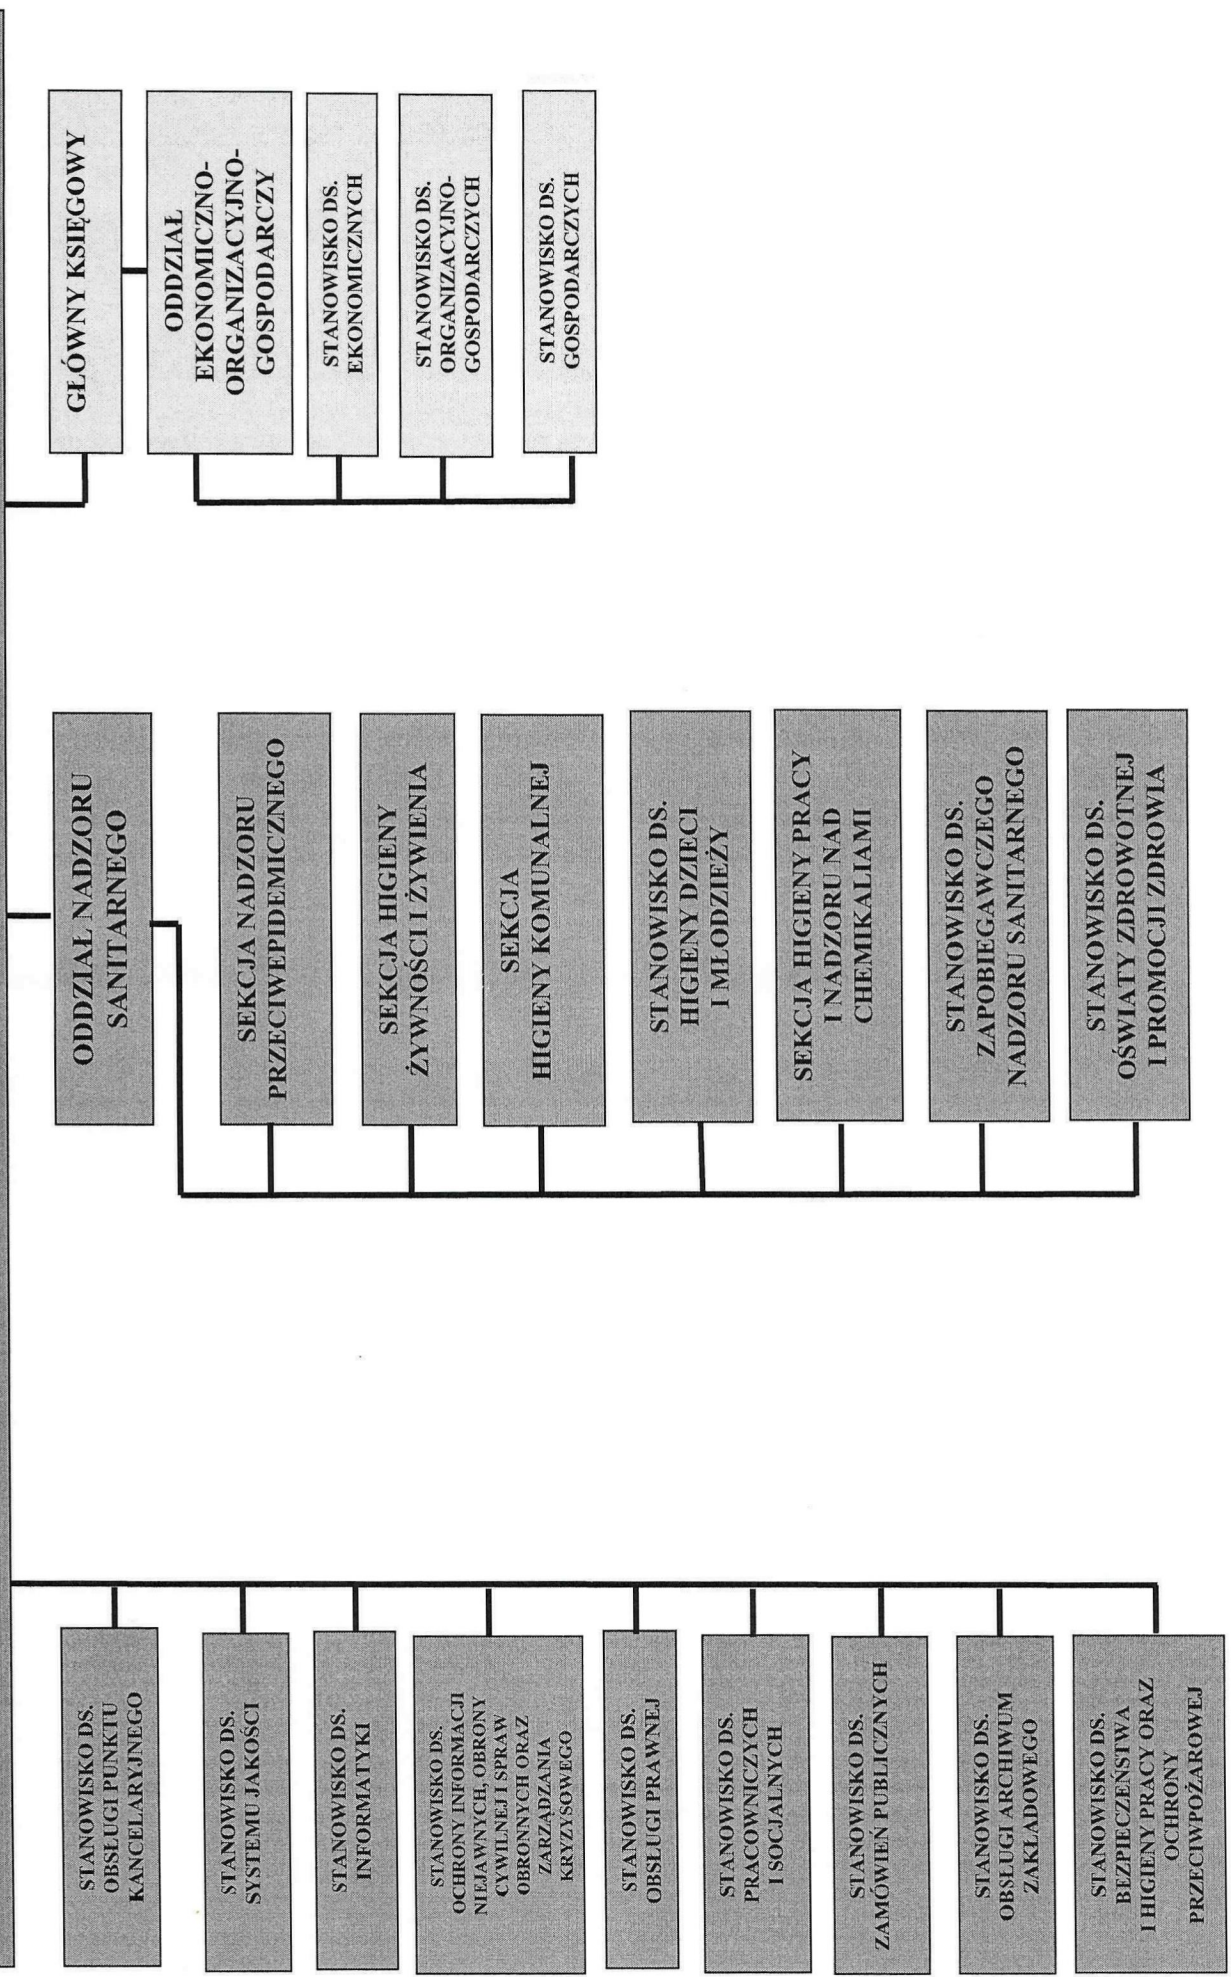 STANOWISKO DS.
OBSŁUGI PUNKTU
KANCELARYJNEGO
STANOWISKO DS.
SYSTEMU JAKOŚCI
STANOWISKO DS.
INFORMATYKI
STANOWISKO DS.
OCHRONY INFORMACJI
NIEJAWNYCH, OBRONY
CYWILNEJ I SPRAW
OBRONNYCH ORAZ
ZARZĄDZANIA
KRYZYSOWEGO
STANOWISKO DS.
OBSŁUGI PRAWNEJ
STANOWISKO DS.
PRACOWNICZYCH
I SOCJALNYCH
STANOWISKO DS.
ZAMÓWIEŃ PUBLICZNYCH
STANOWISKO DS.
OBSŁUGI ARCHIWUM
ZAKŁADOWEGO
STANOWISKO DS.
BEZPIECZEŃSTWA
I HIGIENY PRACY ORAZ
OCHRONY
PRZECIWPOŻAROWEJ
ODDZIAŁ NADZORU
SANITARNEGO
SEKCJA NADZORU
PRZECIWEPIDEMICZNEGO
SEKCJA HIGIENY
ŻYWNOŚCI I ŻYWIENIA
SEKCJA
HIGIENY KOMUNALNEJ
STANOWISKO DS.
HIGIENY DZIECI
I MŁODZIEŻY
SEKCJA HIGIENY PRACY
I NADZORU NAD
CHEMIKALIAMI
STANOWISKO DS.
ZAPOBIEGAWCZEGO
NADZORU SANITARNEGO
STANOWISKO DS.
OŚWIATY ZDROWOTNEJ
I PROMOCJI ZDROWIA
GŁÓWNY KSIĘGOWY
ODDZIAŁ
EKONOMICZNO-
ORGANIZACYJNO-
GOSPODARCZY
STANOWISKO DS.
EKONOMICZNYCH
STANOWISKO DS.
ORGANIZACYJNO-
GOSPODARCZYCH
STANOWISKO DS.
GOSPODARCZYCH